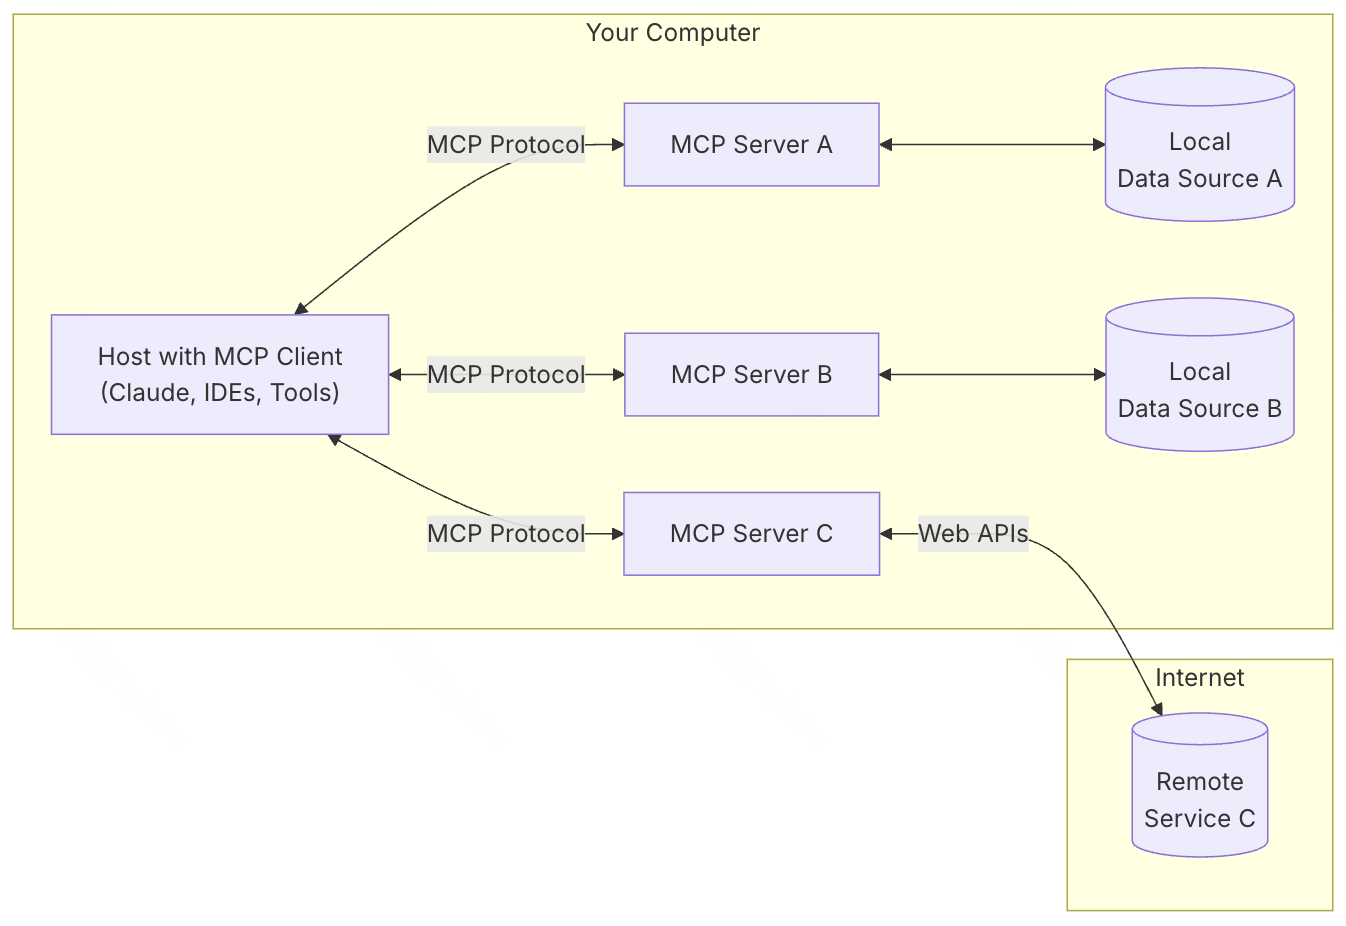 Your Computer
MCP Protocol
MCP Server A
Local
Data Source A
Host with MCP Client
(Claude, IDEs, Tools)
MCP Protocol
MCP Server B
Local
Data Source B
MCP Protocol
MCP Server C
Web APIs
Internet
Remote
Service C